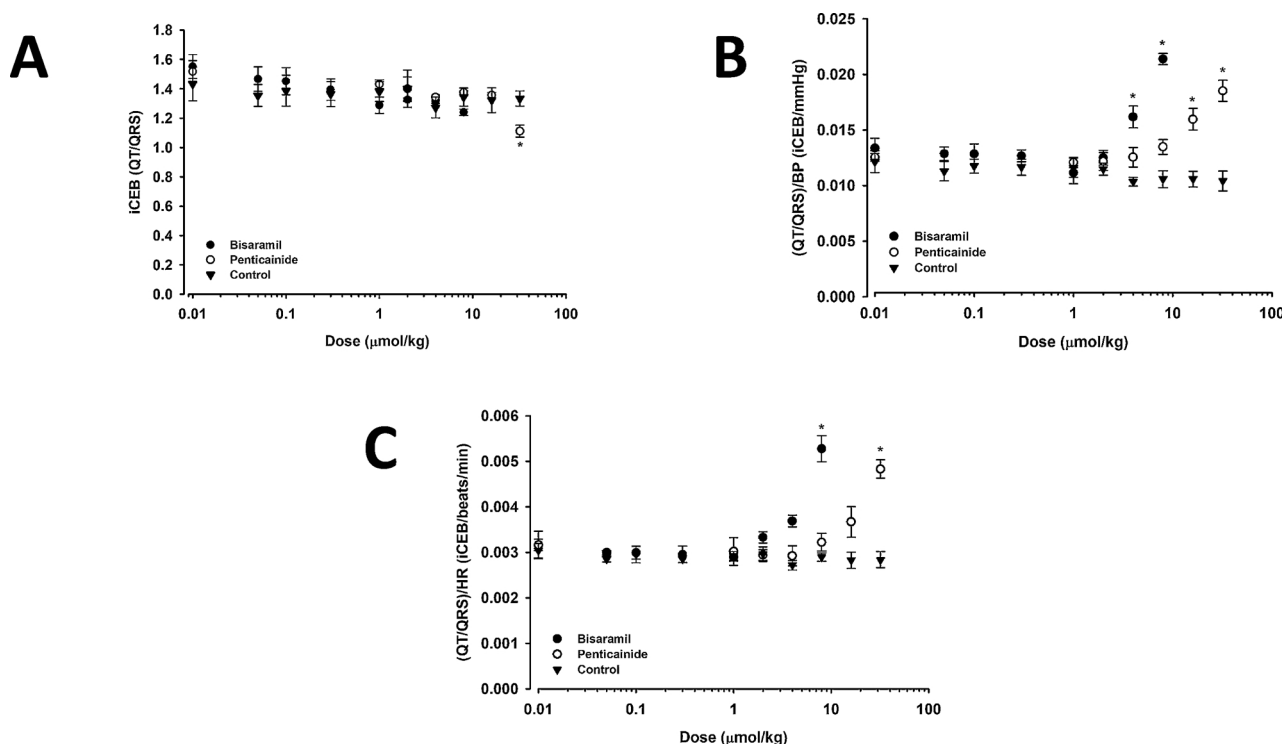 A
iCEB (QT/QRS)
1.8
1.6
1.4
1.2
1.0
0.8
0.6
0.4
0.2
0.0
*
Bisaramil
Penticainide
Control
0.01 0.1 1 10 100
Dose (μmol/kg)
B
(QT/QRS)/BP (iCEB/mmHg)
0.025
0.020
0.015
0.010
0.005
0.000
* * * *
Bisaramil
Penticainide
Control
0.01 0.1 1 10 100
Dose (μmol/kg)
C
(QT/QRS)/HR (iCEB/beats/min)
0.006
0.005
0.004
0.003
0.002
0.001
0.000
* *
Bisaramil
Penticainide
Control
0.01 0.1 1 10 100
Dose (μmol/kg)